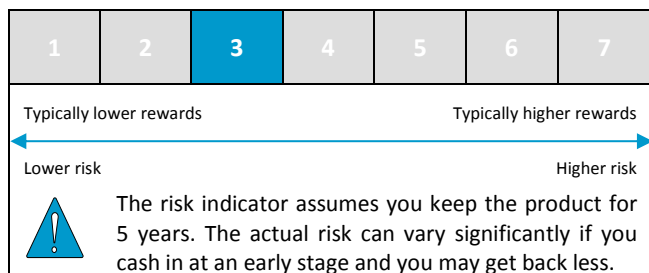 1 2 3 4 5 6 7
Typically lower rewards Typically higher rewards
Lower risk Higher risk
The risk indicator assumes you keep the product for
5 years. The actual risk can vary significantly if you
cash in at an early stage and you may get back less.